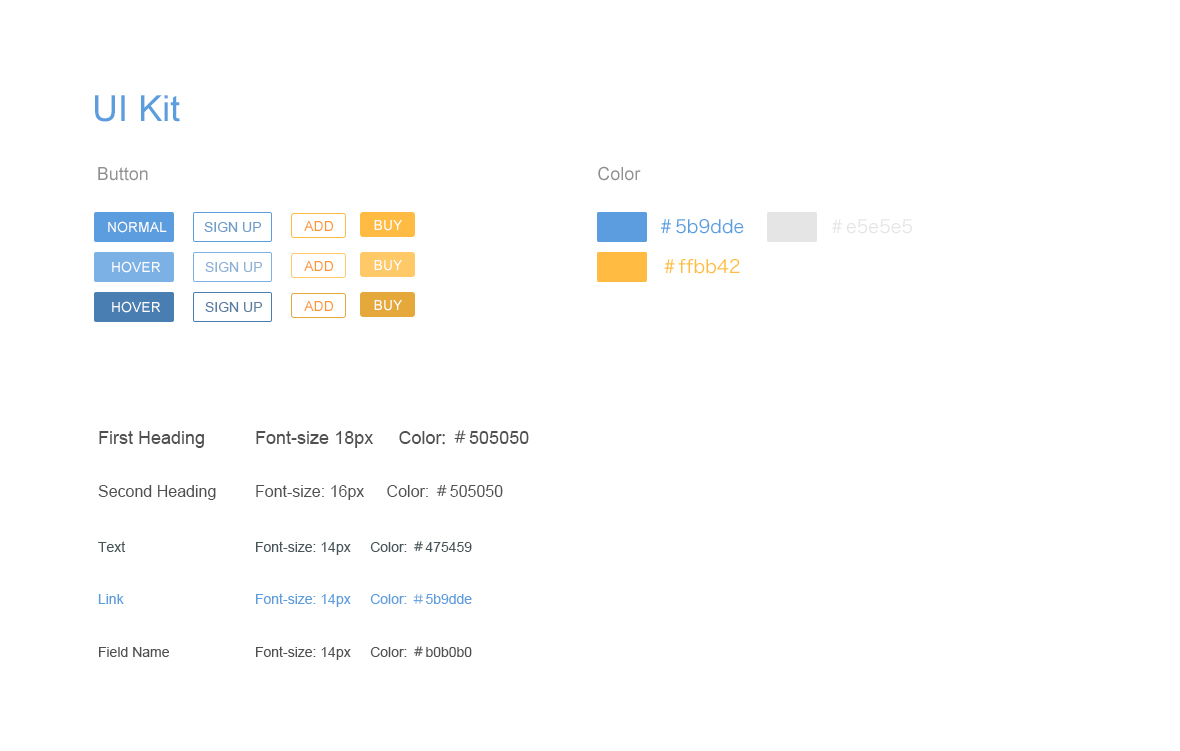 UI Kit
Button
Color
NORMAL SIGN UP ADD BUY
#5b9dde #e5e5e5
HOVER SIGN UP ADD BUY
#ffbb42
HOVER SIGN UP ADD BUY
First Heading Font-size 18px Color: #505050
Second Heading Font-size: 16px Color: #505050
Text Font-size: 14px Color: #475459
Link Font-size: 14px Color: #5b9dde
Field Name Font-size: 14px Color: #b0b0b0